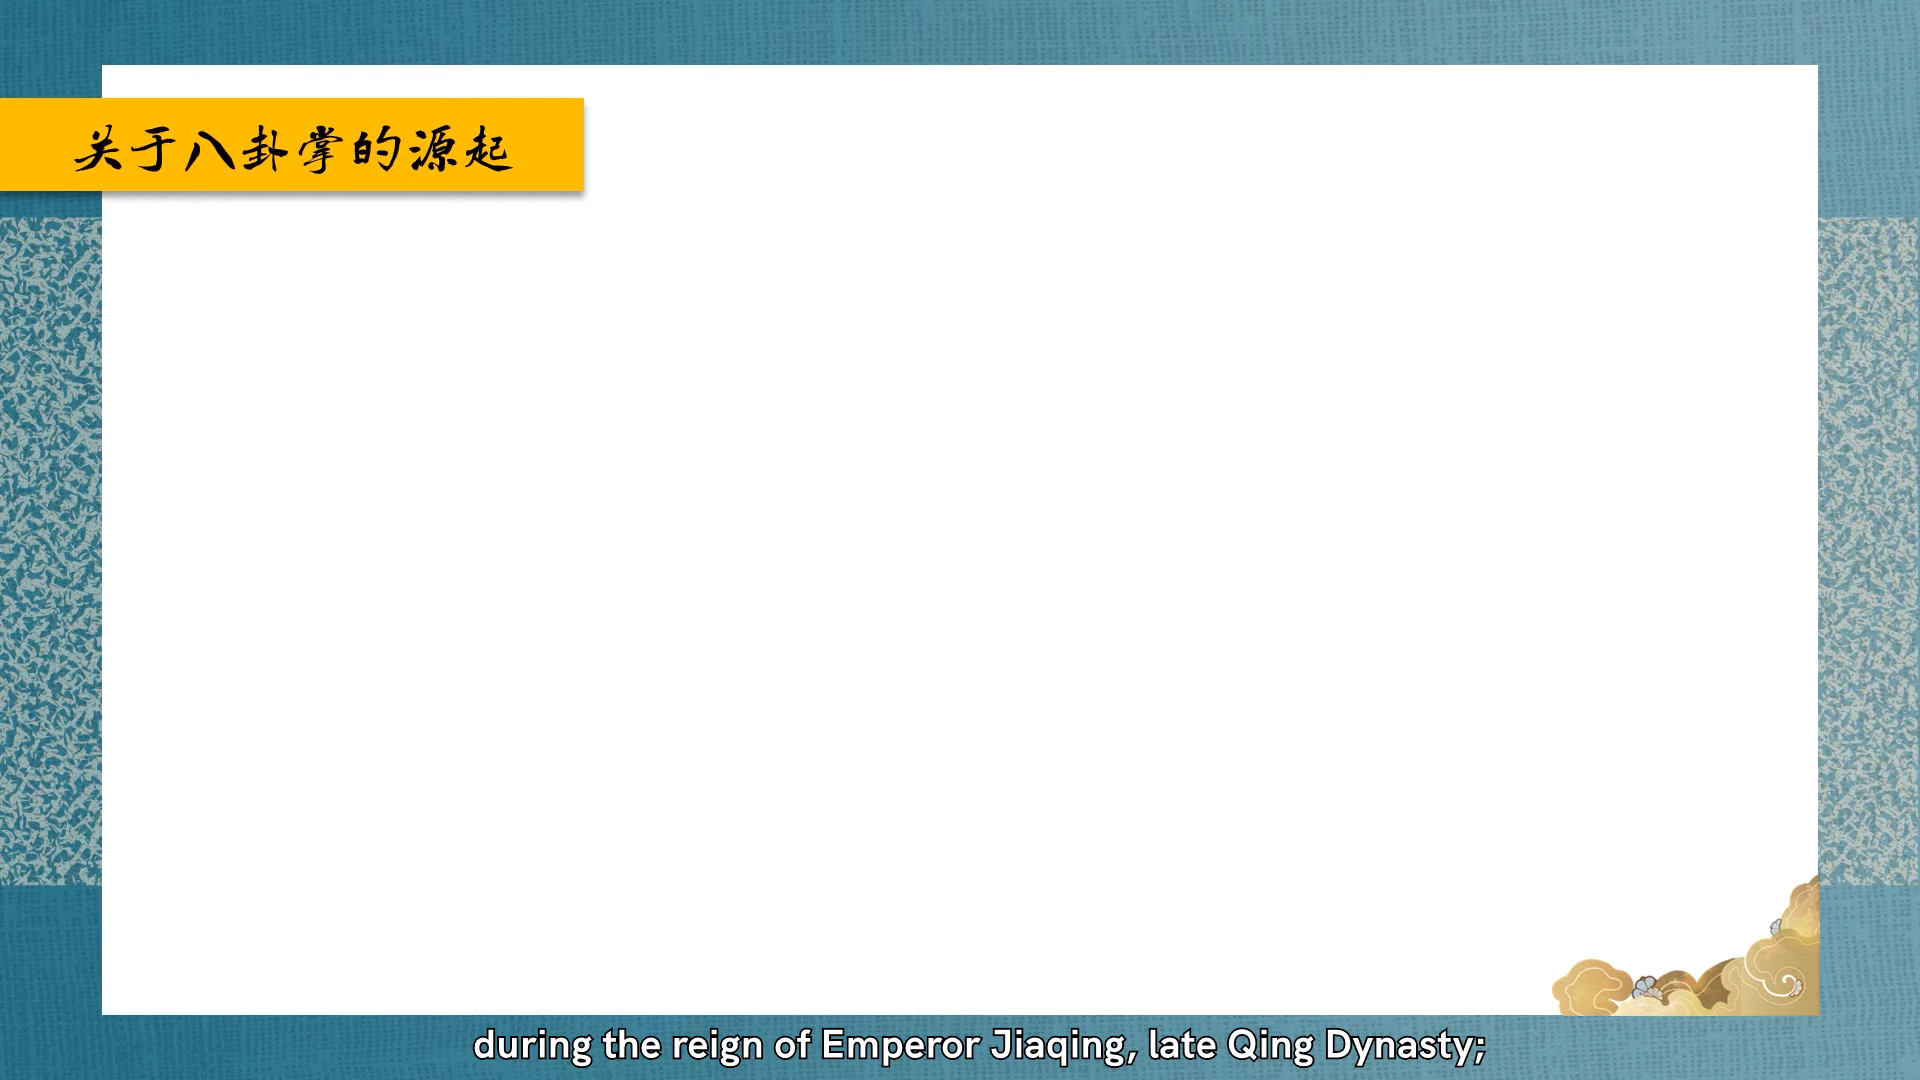 关于八卦掌的源起
during the reign of Emperor Jiaqing, late Qing Dynasty;